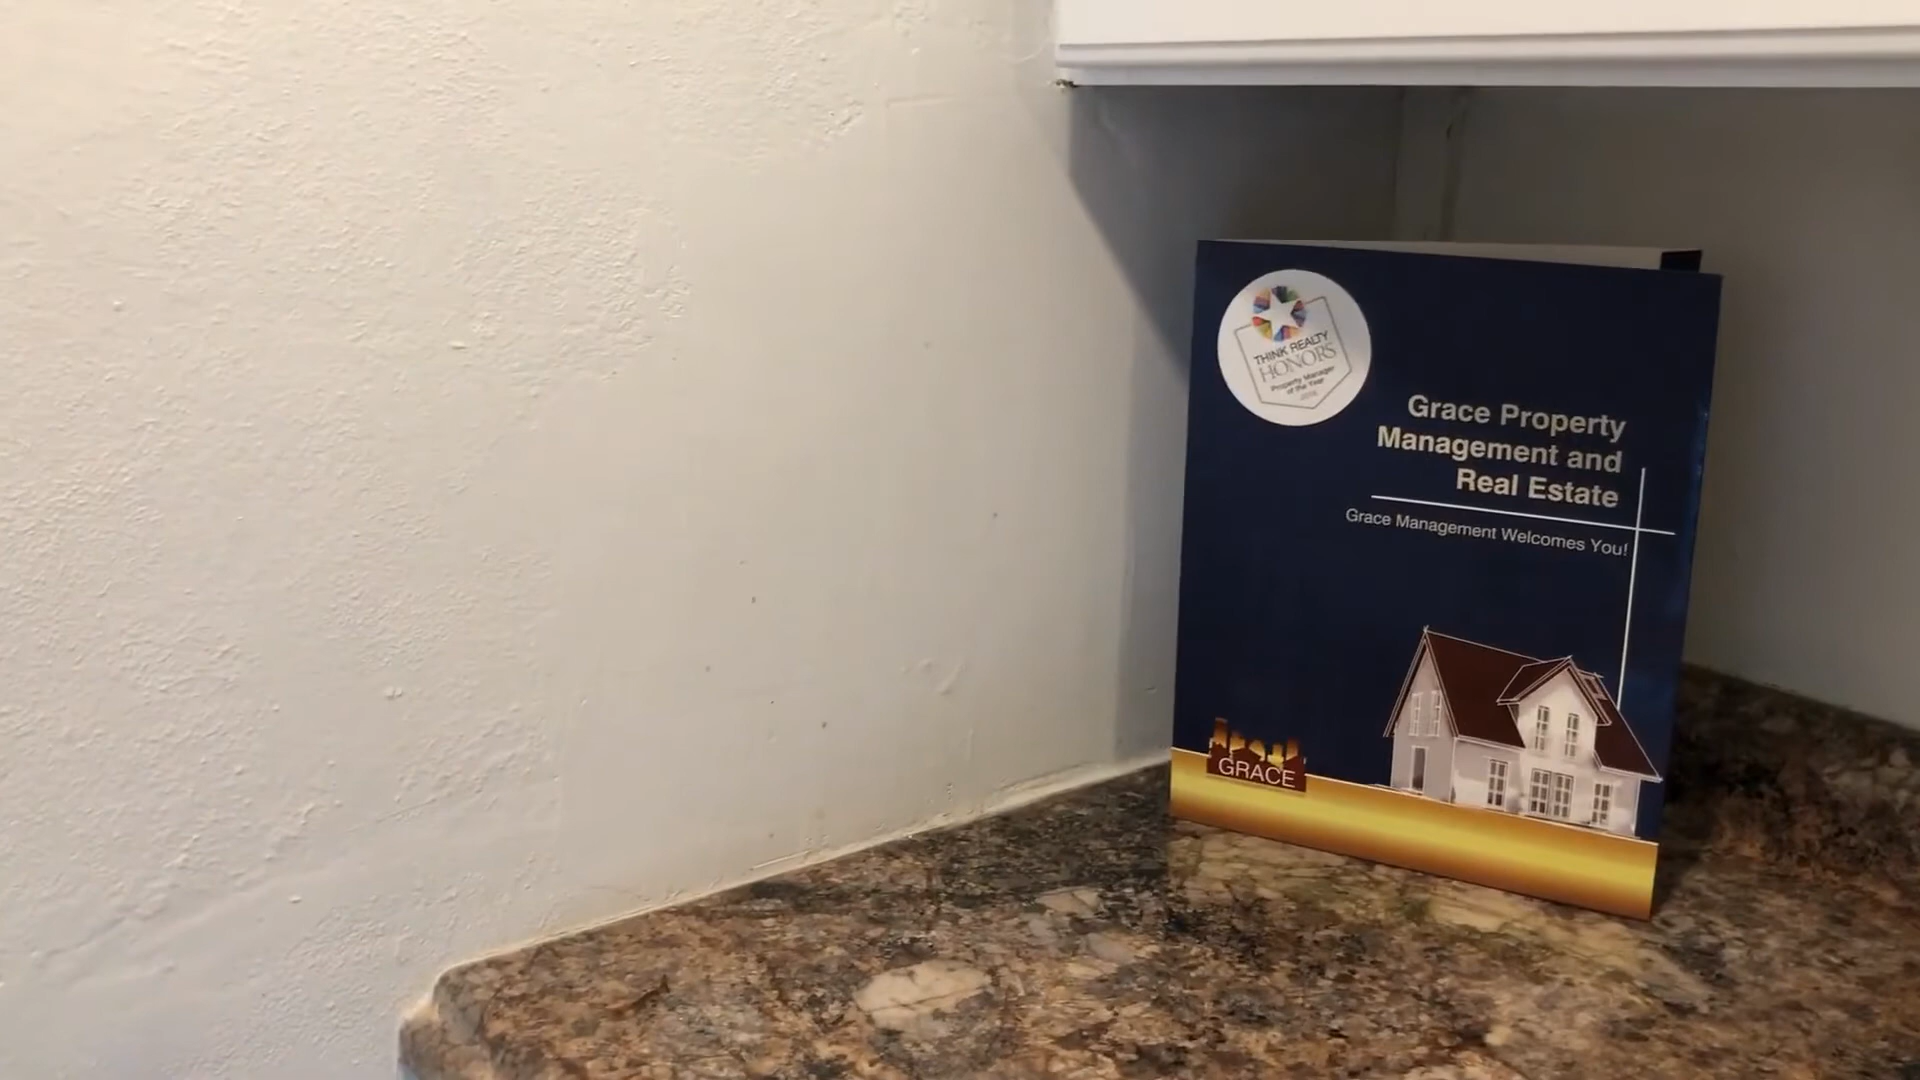 THINK REALTY
HONORS
Property Manager
of the Year
Grace Property
Management and
Real Estate
Grace Management Welcomes You!
GRACE